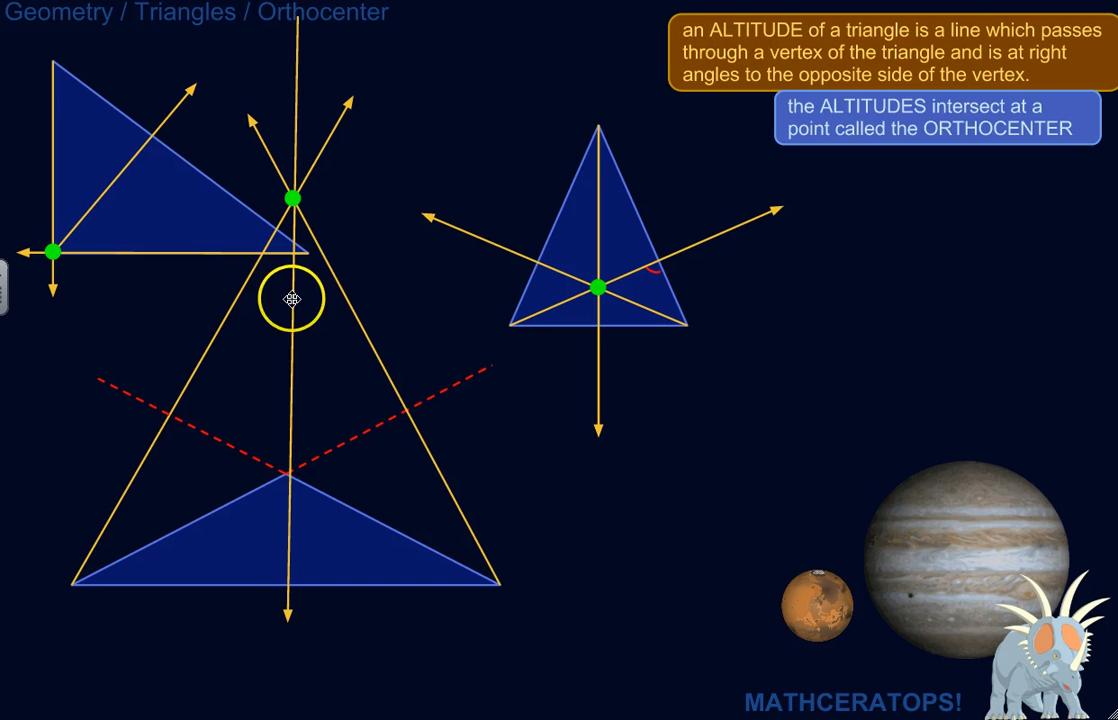 Geometry / Triangles / Orthocenter
an ALTITUDE of a triangle is a line which passes
through a vertex of the triangle and is at right
angles to the opposite side of the vertex.
the ALTITUDES intersect at a
point called the ORTHOCENTER
MATHCERATOPS!